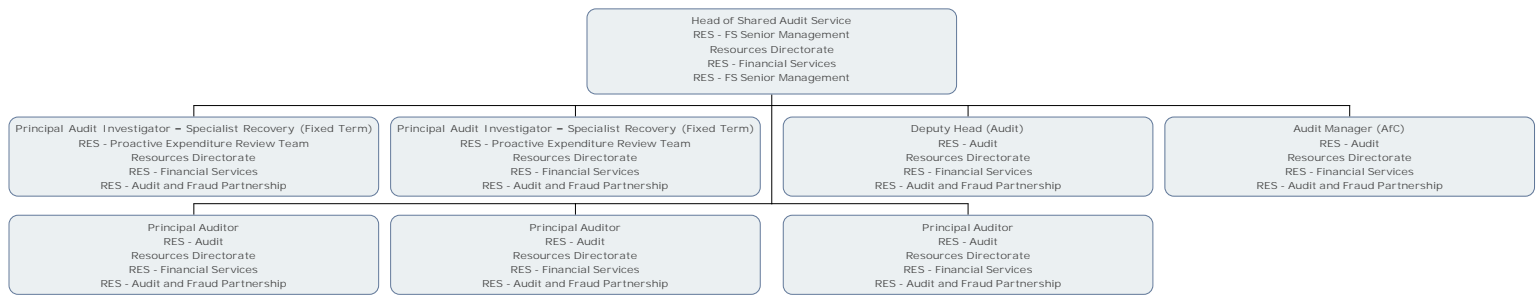 Head of Shared Audit Service
RES - FS Senior Management
Resources Directorate
RES - Financial Services
RES - FS Senior Management
Principal Audit Investigator – Specialist Recovery (Fixed Term)
RES - Proactive Expenditure Review Team
Resources Directorate
RES - Financial Services
RES - Audit and Fraud Partnership
Principal Audit Investigator – Specialist Recovery (Fixed Term)
RES - Proactive Expenditure Review Team
Resources Directorate
RES - Financial Services
RES - Audit and Fraud Partnership
Deputy Head (Audit)
RES - Audit
Resources Directorate
RES - Financial Services
RES - Audit and Fraud Partnership
Audit Manager (AfC)
RES - Audit
Resources Directorate
RES - Financial Services
RES - Audit and Fraud Partnership
Principal Auditor
RES - Audit
Resources Directorate
RES - Financial Services
RES - Audit and Fraud Partnership
Principal Auditor
RES - Audit
Resources Directorate
RES - Financial Services
RES - Audit and Fraud Partnership
Principal Auditor
RES - Audit
Resources Directorate
RES - Financial Services
RES - Audit and Fraud Partnership